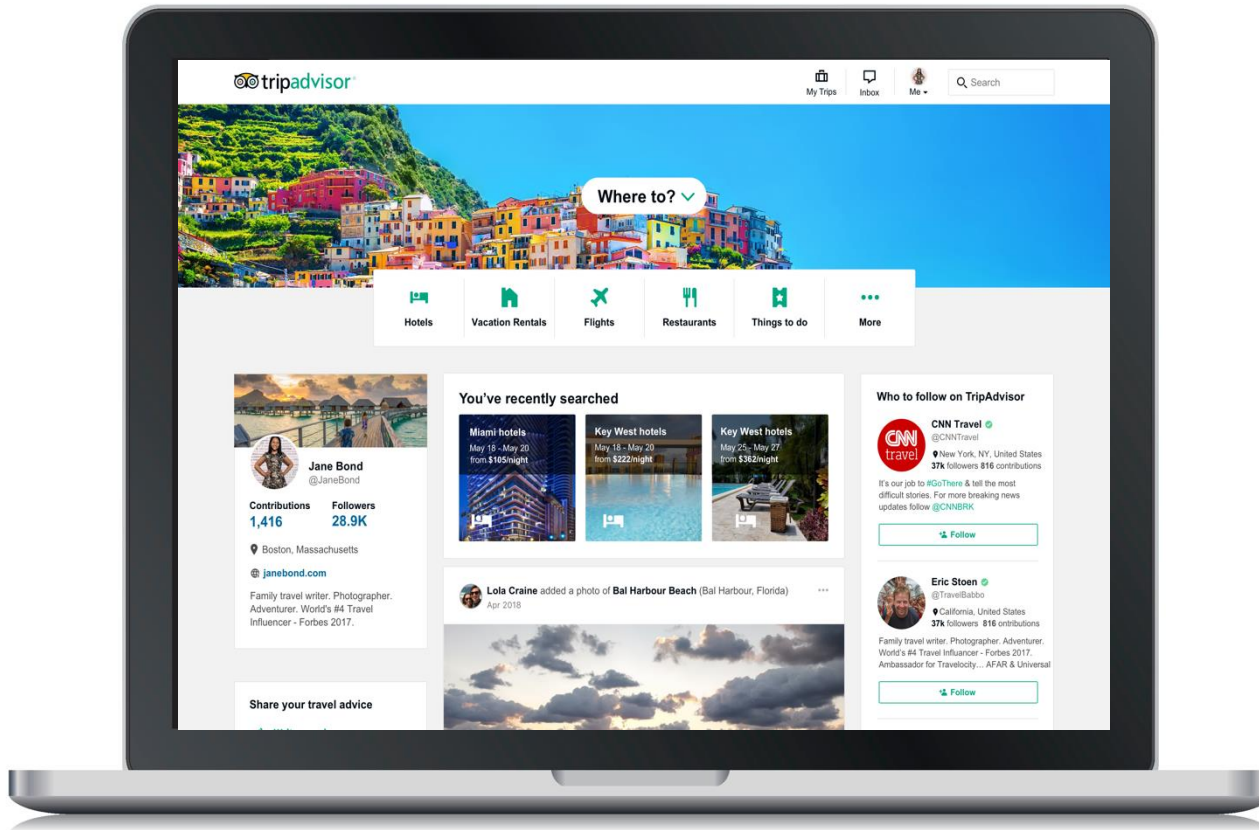 tripadvisor
My Trips
Inbox
Me
Search
Where to?
Hotels
Vacation Rentals
Flights
Restaurants
Things to do
More
Jane Bond
@JaneBond
Contributions Followers
1,416 28.9K
Boston, Massachusetts
janebond.com
Family travel writer. Photographer.
Adventurer. World's #4 Travel
Influencer - Forbes 2017.
Share your travel advice
You've recently searched
Miami hotels
May 18 - May 20
from $105/night
Key West hotels
May 18 - May 20
from $222/night
Key West hotels
May 25 - May 27
from $362/night
Lola Craine added a photo of Bal Harbour Beach (Bal Harbour, Florida)
Apr 2018
Who to follow on TripAdvisor
CNN travel
CNN Travel
@CNNTravel
New York, NY, United States
37k followers 816 contributions
It's our job to #GoThere & tell the most
difficult stories. For more breaking news
updates follow @CNNBRK
Follow
Eric Stoen
@TravelBabbo
California, United States
37k followers 816 ontributions
Family travel writer. Photographer. Adventurer.
World's #4 Travel Influancer - Forbes 2017.
Ambassador for Travelocity… AFAR & Universal
Follow